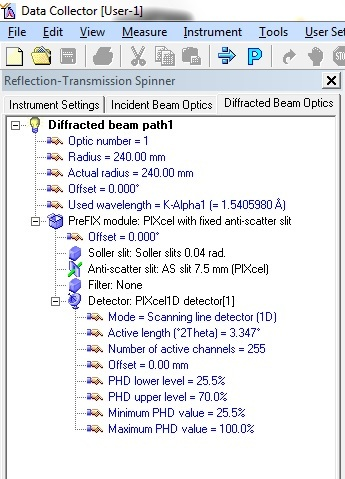 Data Collector [User-1]
File Edit View Measure Instrument Tools User Set
Reflection-Transmission Spinner
Instrument Settings Incident Beam Optics Diffracted Beam Optics
Diffracted beam path1
Optic number = 1
Radius = 240.00 mm
Actual radius = 240.00 mm
Offset = 0.000°
Used wavelength = K-Alpha1 (= 1.5405980 Å)
PreFIX module: PIXcel with fixed anti-scatter slit
Offset = 0.000°
Soller slit: Soller slits 0.04 rad.
Anti-scatter slit: AS slit 7.5 mm (PIXcel)
Filter: None
Detector: PIXcel1D detector[1]
Mode = Scanning line detector (1D)
Active length (°2Theta) = 3.347°
Number of active channels = 255
Offset = 0.00 mm
PHD lower level = 25.5%
PHD upper level = 70.0%
Minimum PHD value = 25.5%
Maximum PHD value = 100.0%